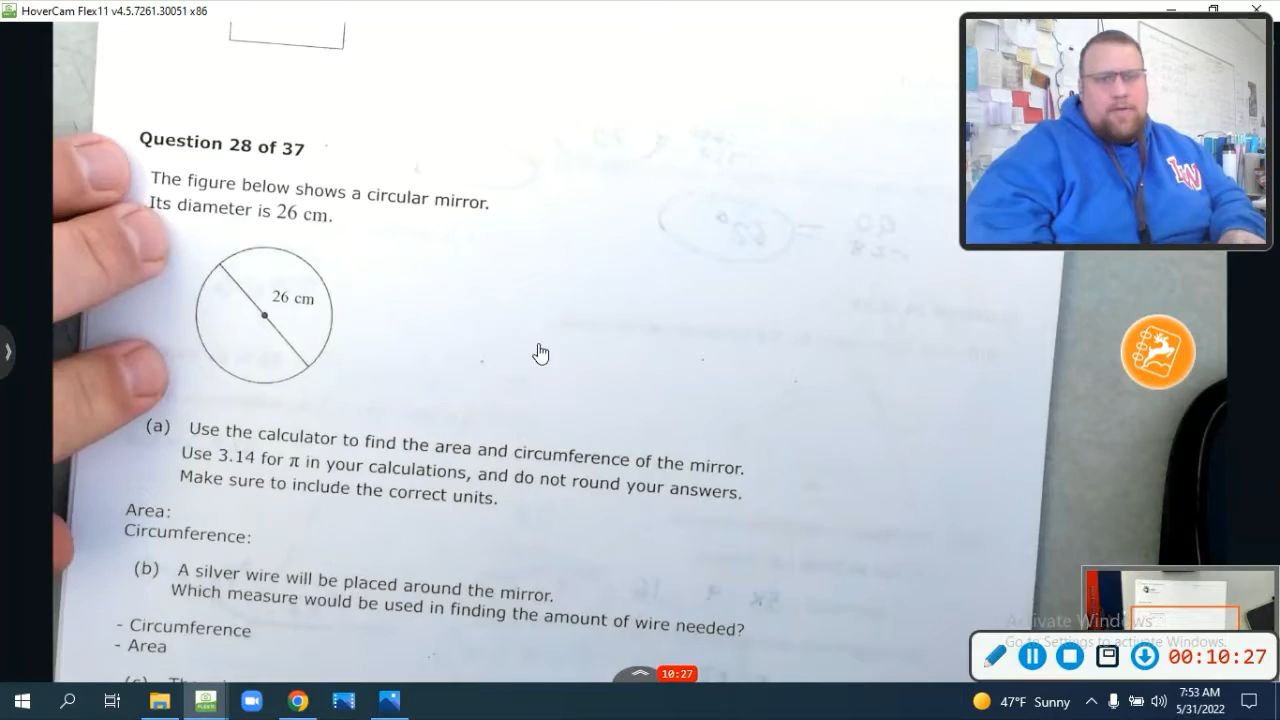 HoverCam Flex11 v4.5.7261.30051 x86
Question 28 of 37
The figure below shows a circular mirror.
Its diameter is 26 cm.
26 cm
(a) Use the calculator to find the area and circumference of the mirror.
Use 3.14 for π in your calculations, and do not round your answers.
Make sure to include the correct units.
Area:
Circumference:
(b) A silver wire will be placed around the mirror.
Which measure would be used in finding the amount of wire needed?
- Circumference
- Area
LW
Activate Windows
Go to Settings to activate Windows.
00:10:27
10:27
47°F Sunny
7:53 AM
5/31/2022